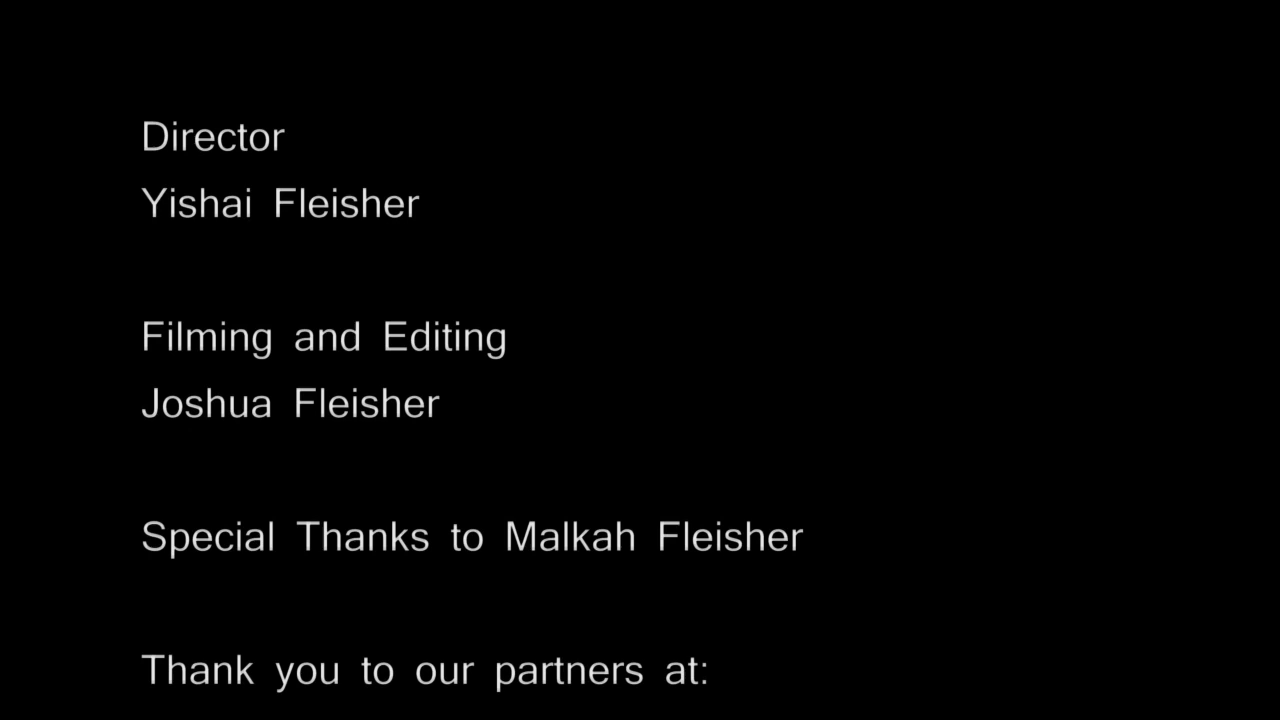 Director
Yishai Fleisher
Filming and Editing
Joshua Fleisher
Special Thanks to Malkah Fleisher
Thank you to our partners at: